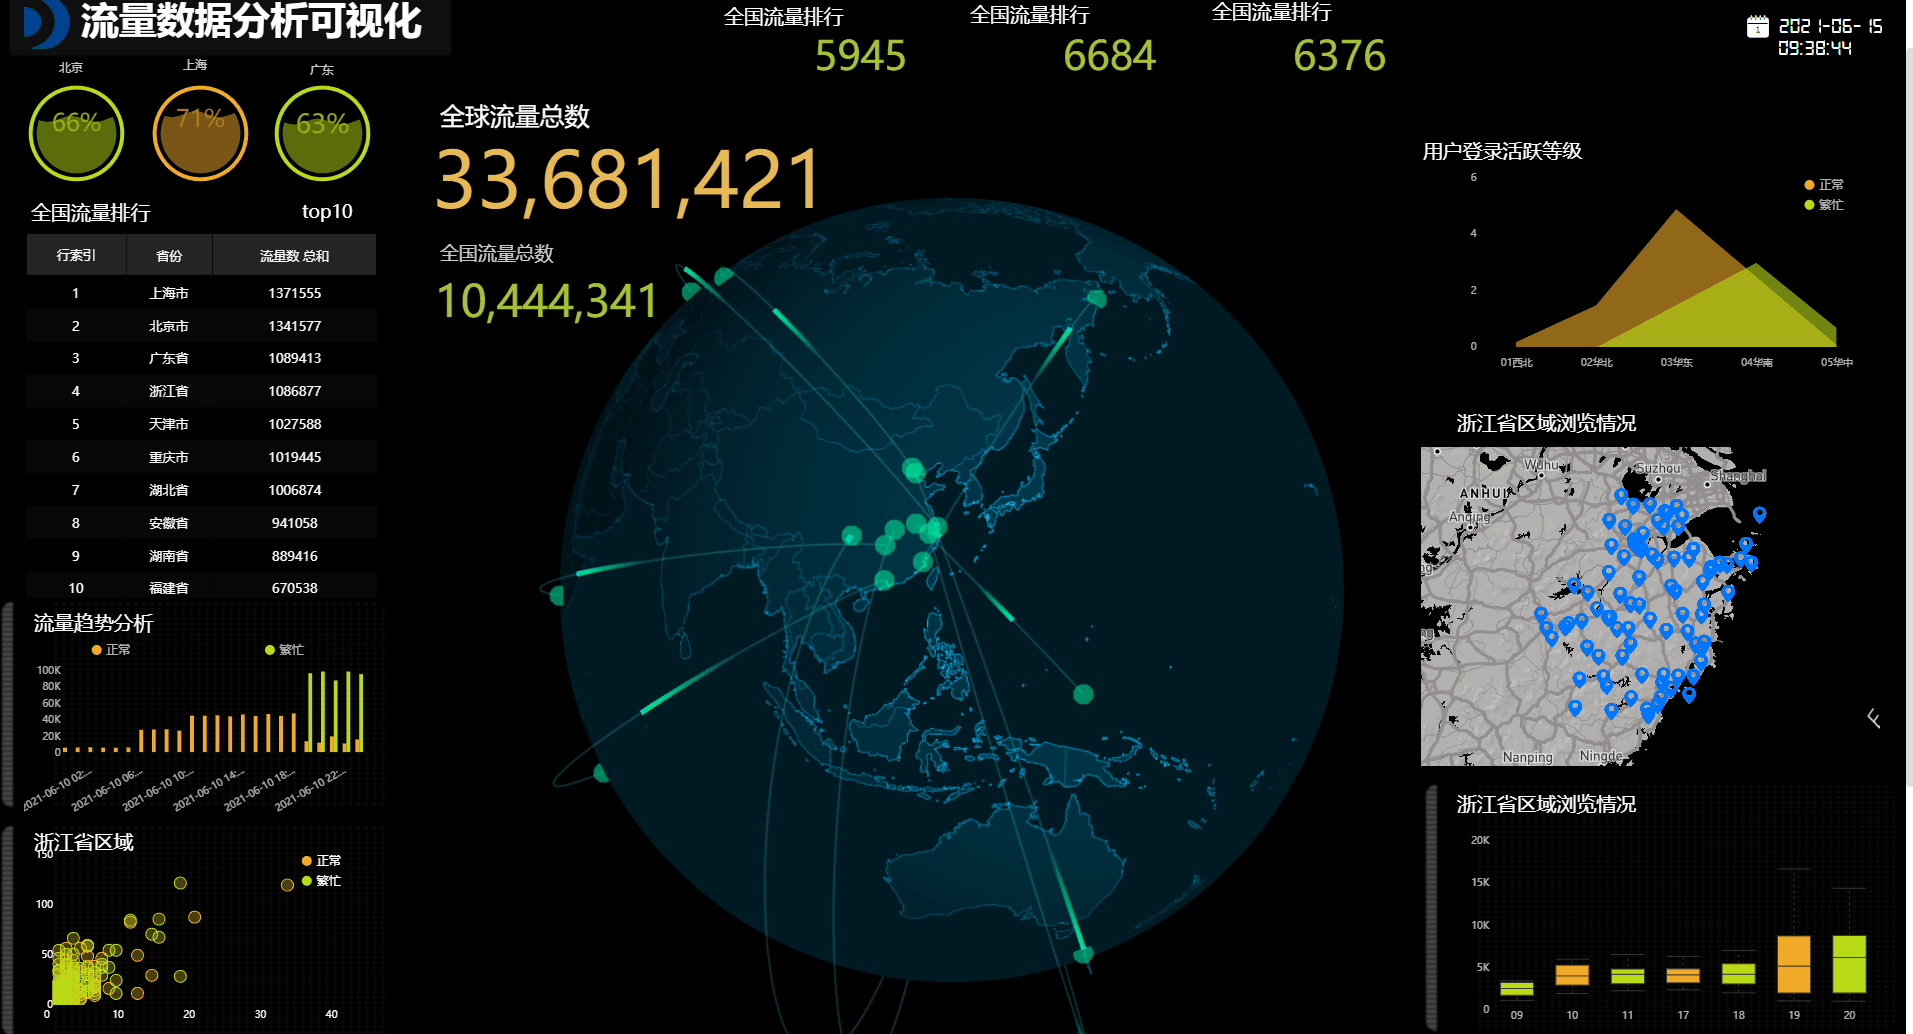 流量数据分析可视化
全国流量排行
5945
全国流量排行
6684
全国流量排行
6376
2021-06-15
09:38:44
北京
上海
广东
66%
71%
63%
全国流量排行 top10
行索引 省份 流量数 总和
1 上海市 1371555
2 北京市 1341577
3 广东省 1089413
4 浙江省 1086877
5 天津市 1027588
6 重庆市 1019445
7 湖北省 1006874
8 安徽省 941058
9 湖南省 889416
10 福建省 670538
流量趋势分析
正常 繁忙
100K
80K
60K
40K
20K
0
2021-06-10 02:... 2021-06-10 06:... 2021-06-10 10:... 2021-06-10 14:... 2021-06-10 18:... 2021-06-10 22:...
浙江省区域
正常
繁忙
150
100
50
0
0 10 20 30 40
全球流量总数
33,681,421
全国流量总数
10,444,341
用户登录活跃等级
正常
繁忙
6
4
2
0
01西北 02华北 03华东 04华南 05华中
浙江省区域浏览情况
Wuhu
Suzhou
Shanghai
ANHUI
Anqing
Nanping
Ningde
浙江省区域浏览情况
20K
15K
10K
5K
0
09 10 11 17 18 19 20